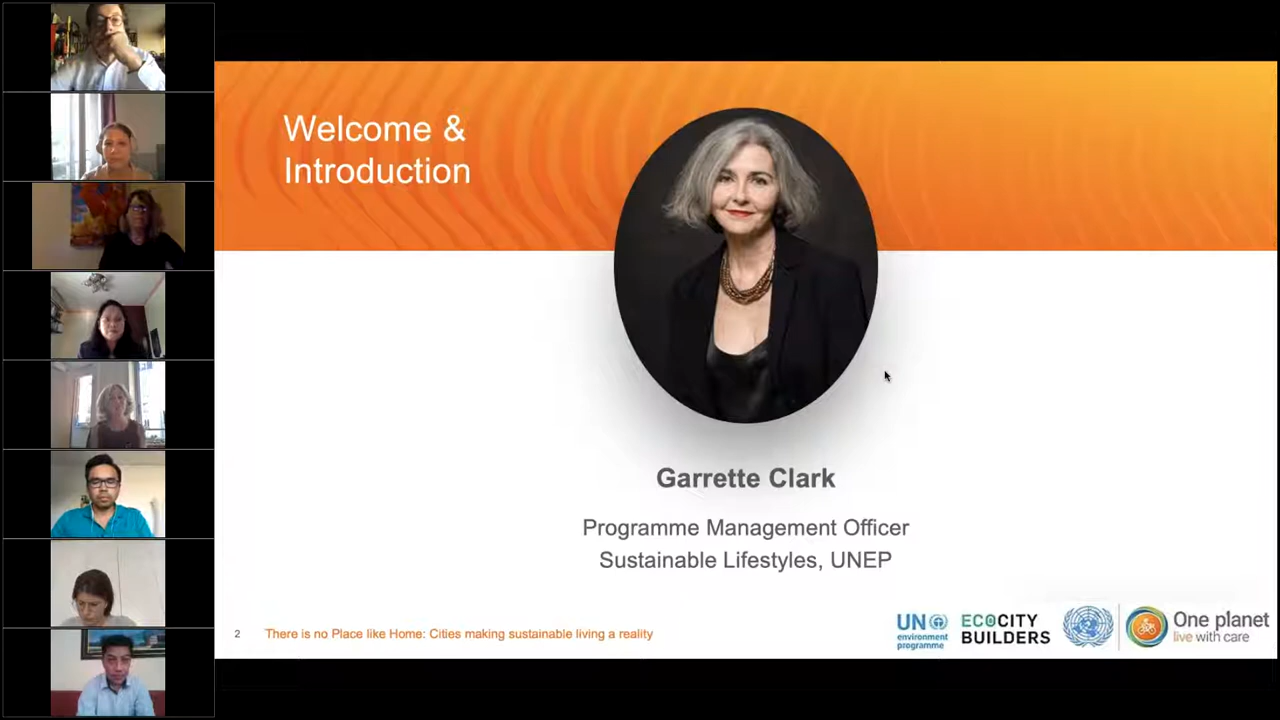 Welcome &
Introduction
Garrette Clark
Programme Management Officer
Sustainable Lifestyles, UNEP
2
There is no Place like Home: Cities making sustainable living a reality
UN
environment
programme
ECOCITY
BUILDERS
One planet
live with care